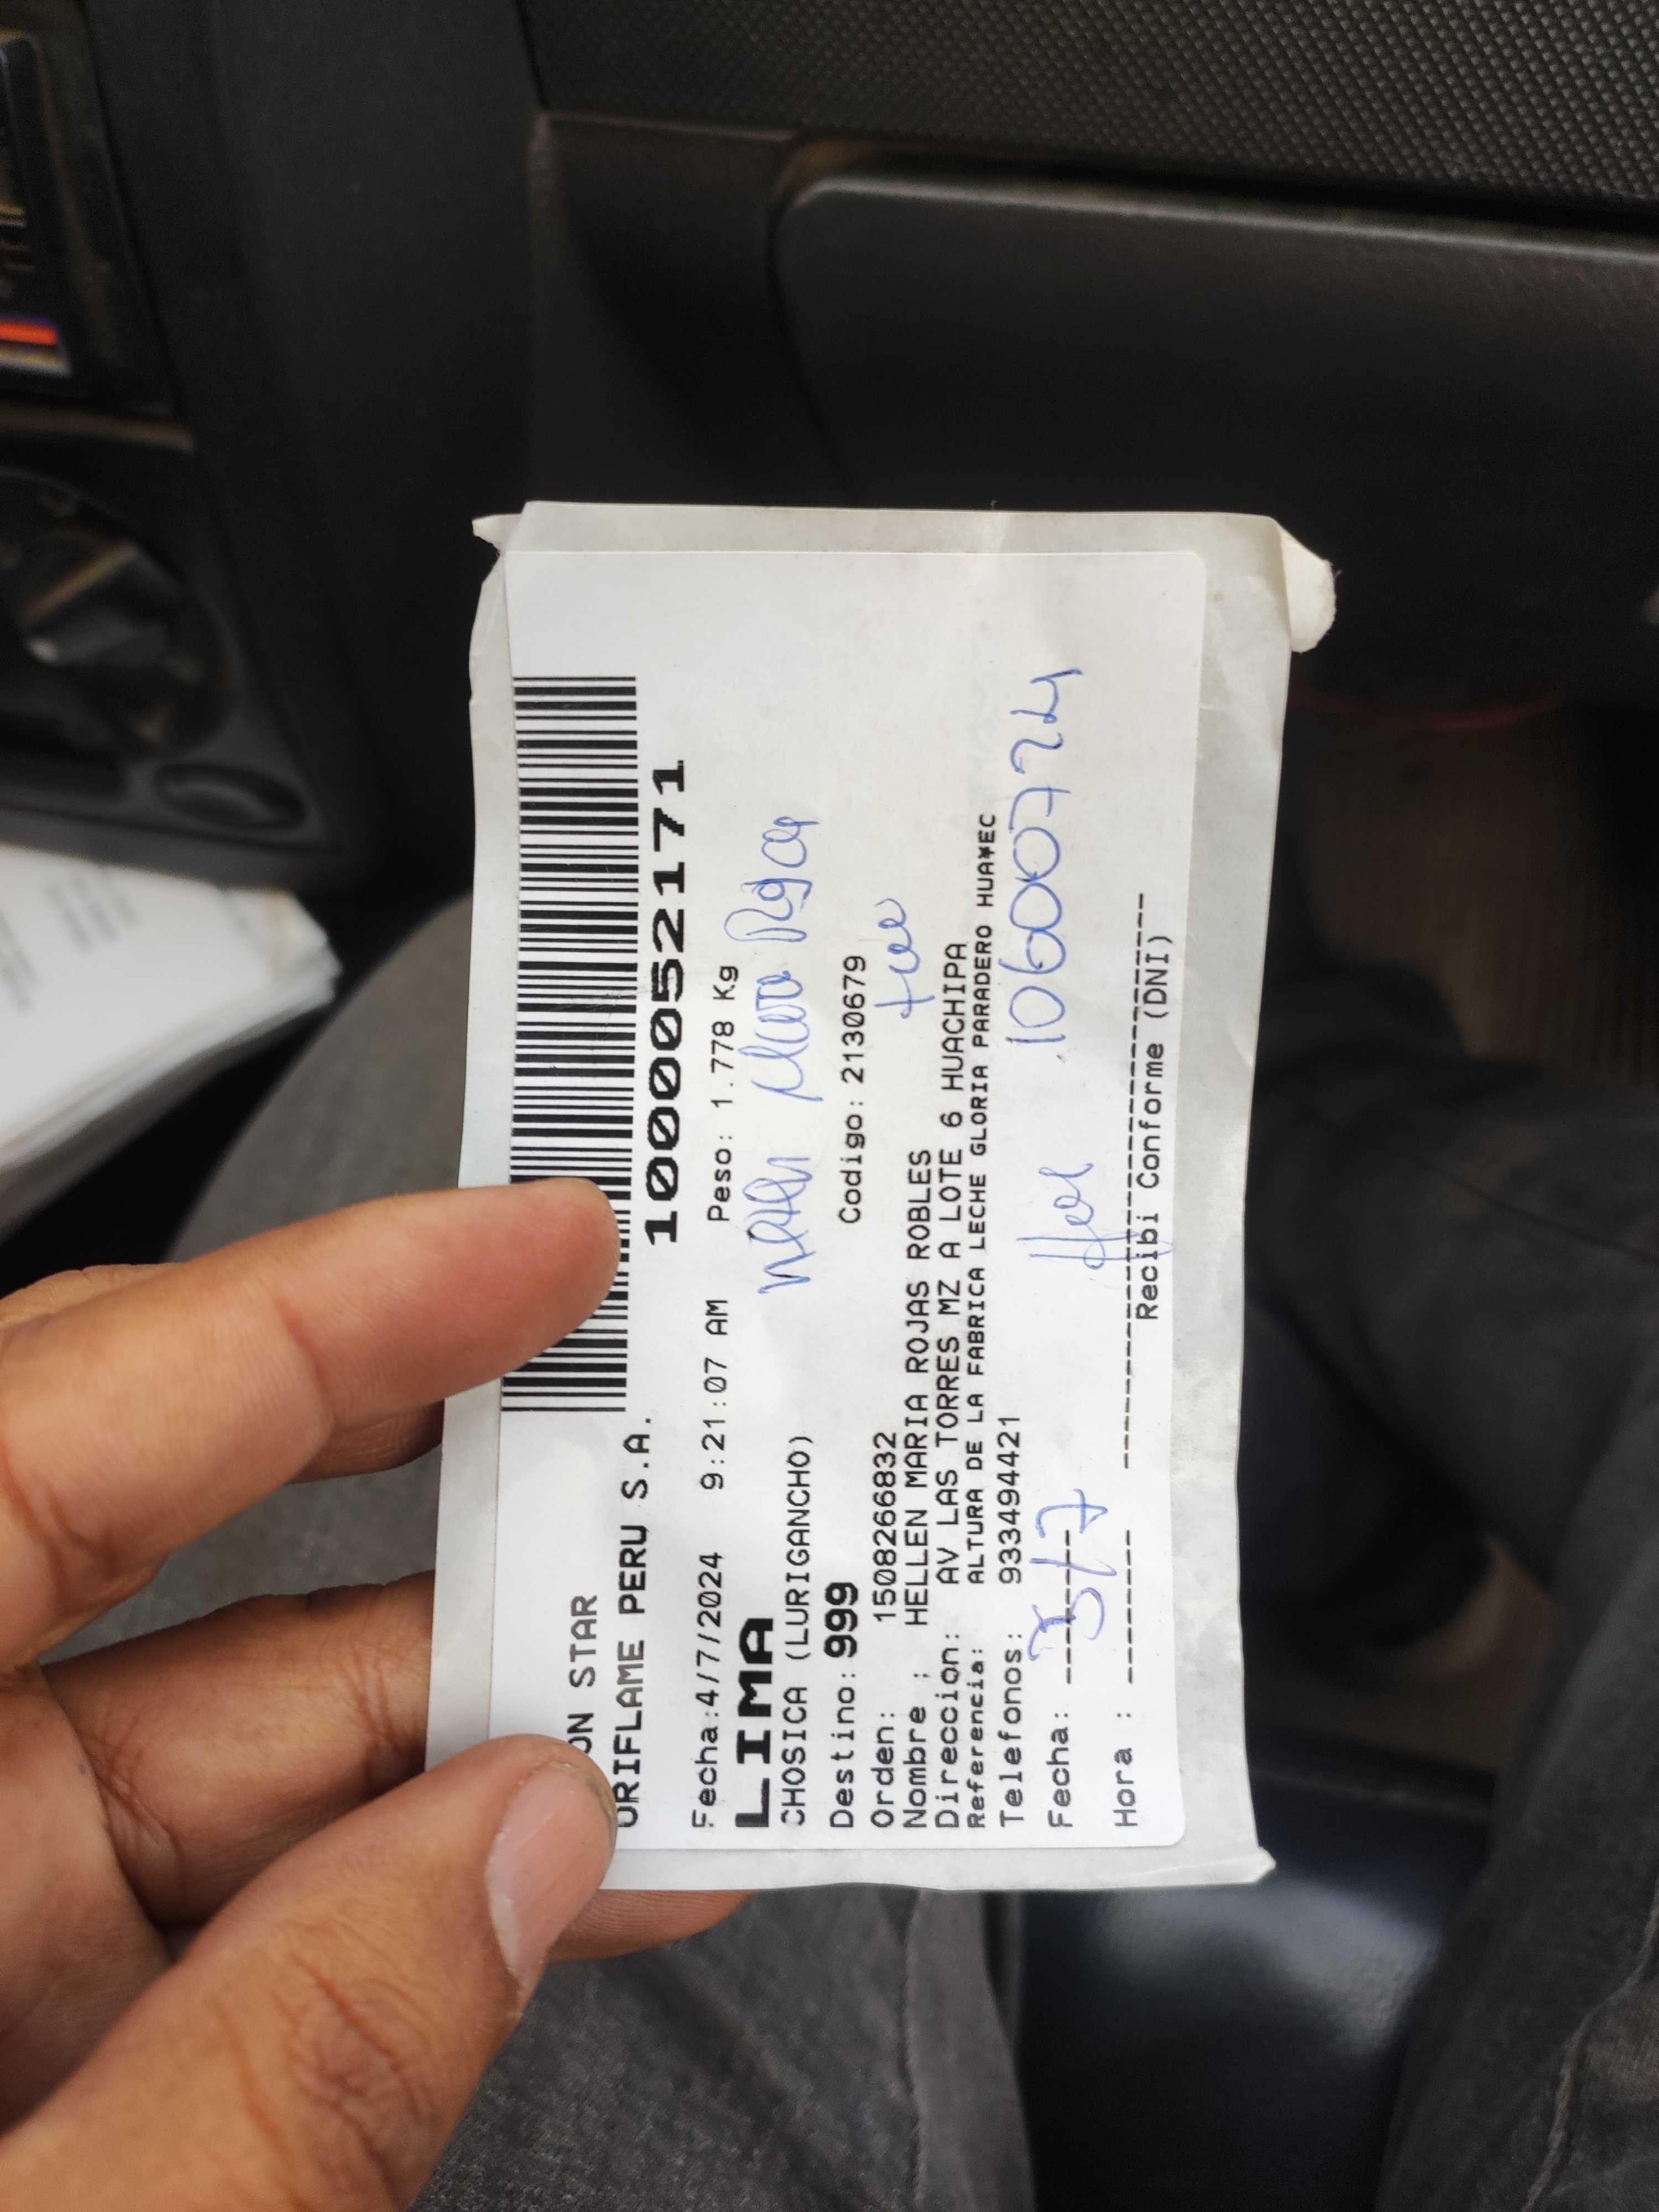 ON STAR
ORIFLAME PERU S.A.
10005217​1
Fecha:4/7/2024 9:21:07 AM Peso: 1.778 Kg
LIMA
CHOSICA (LURIGANCHO)
Destino: 999 Codigo: 2130679
Orden: 1508266832
Nombre : HELLEN MARIA ROJAS ROBLES
Direccion: AV LAS TORRES MZ A LOTE 6 HUACHIPA
Referencia: ALTURA DE LA FABRICA LECHE GLORIA PARADERO HUA¥EC
Telefonos: 933494421
10600724
Fecha: 5/7
Hora :
Recibi Conforme (DNI)